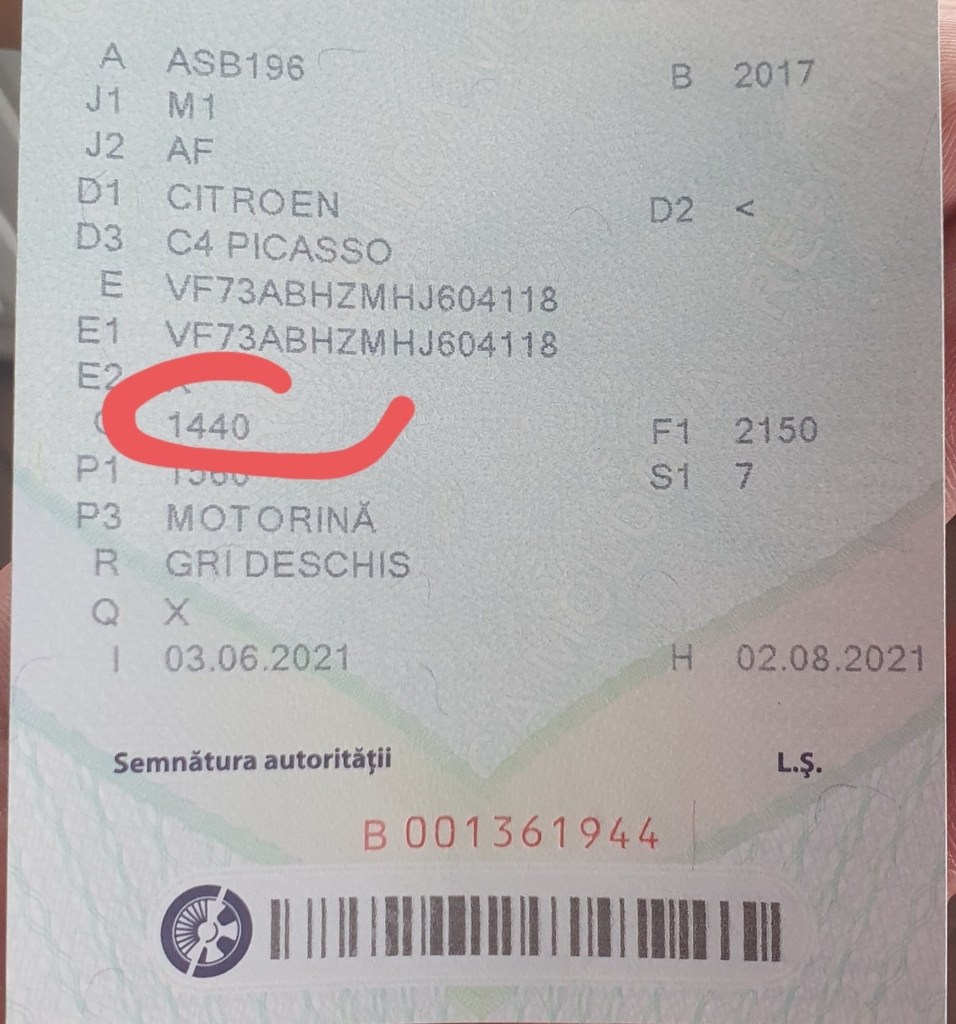 A ASB196 B 2017
J1 M1
J2 AF
D1 CITROEN D2 <
D3 C4 PICASSO
E VF73ABHZMHJ604118
E1 VF73ABHZMHJ604118
E2
1440 F1 2150
P1 1560 S1 7
P3 MOTORINĂ
R GRI DESCHIS
Q X
I 03.06.2021 H 02.08.2021
Semnătura autorității L.Ş.
B 001361944